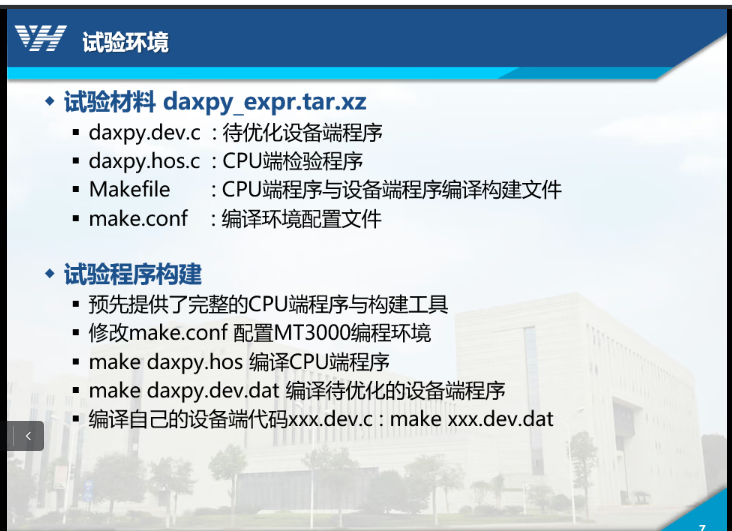 试验环境
试验材料 daxpy_expr.tar.xz
daxpy.dev.c : 待优化设备端程序
daxpy.hos.c : CPU端检验程序
Makefile : CPU端程序与设备端程序编译构建文件
make.conf : 编译环境配置文件
试验程序构建
预先提供了完整的CPU端程序与构建工具
修改make.conf 配置MT3000编程环境
make daxpy.hos 编译CPU端程序
make daxpy.dev.dat 编译待优化的设备端程序
编译自己的设备端代码xxx.dev.c : make xxx.dev.dat
7